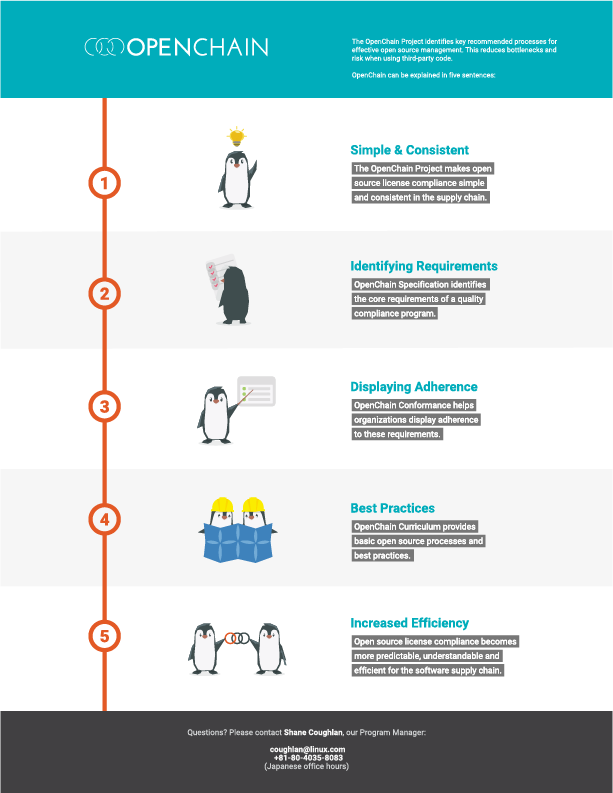 OPENCHAIN
The OpenChain Project identifies key recommended processes for
effective open source management. This reduces bottlenecks and
risk when using third-party code.
OpenChain can be explained in five sentences:
1
Simple & Consistent
The OpenChain Project makes open
source license compliance simple
and consistent in the supply chain.
2
Identifying Requirements
OpenChain Specification identifies
the core requirements of a quality
compliance program.
3
Displaying Adherence
OpenChain Conformance helps
organizations display adherence
to these requirements.
4
Best Practices
OpenChain Curriculum provides
basic open source processes and
best practices.
5
Increased Efficiency
Open source license compliance becomes
more predictable, understandable and
efficient for the software supply chain.
Questions? Please contact Shane Coughlan, our Program Manager:
coughlan@linux.com
+81-80-4035-8083
(Japanese office hours)